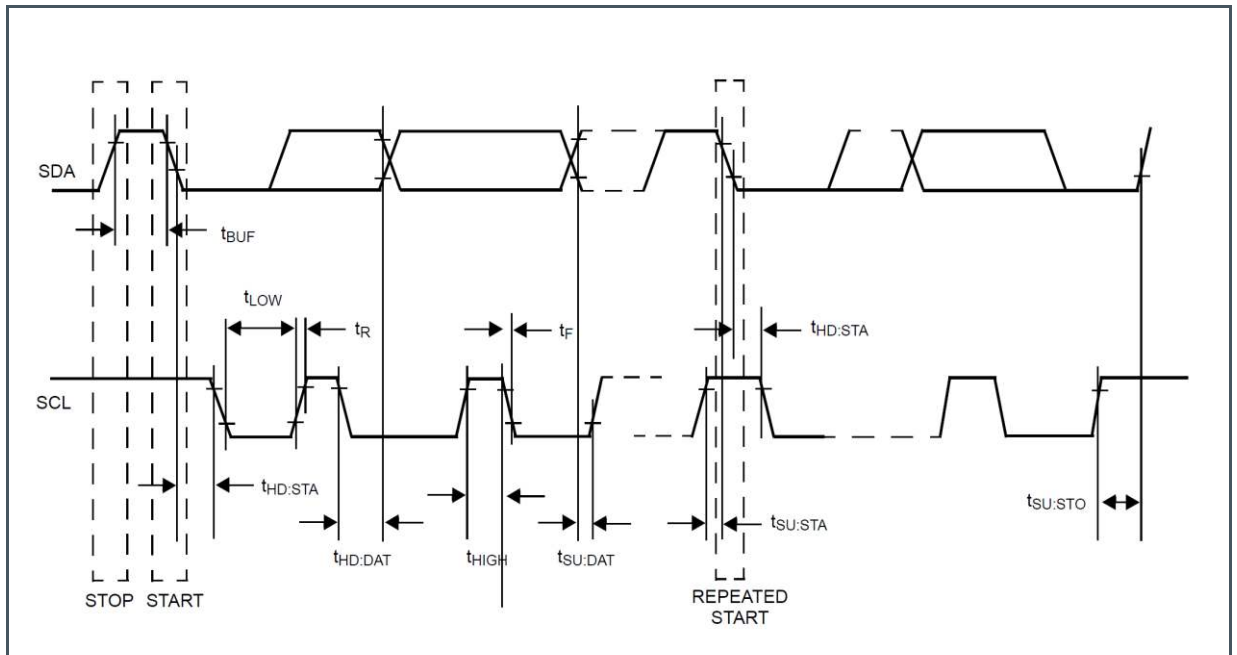 SDA
tBUF
tLOW
tR
tF
tHD:STA
SCL
tHD:STA
tHD:DAT
tHIGH
tSU:DAT
tSU:STA
tSU:STO
STOP START
REPEATED
START